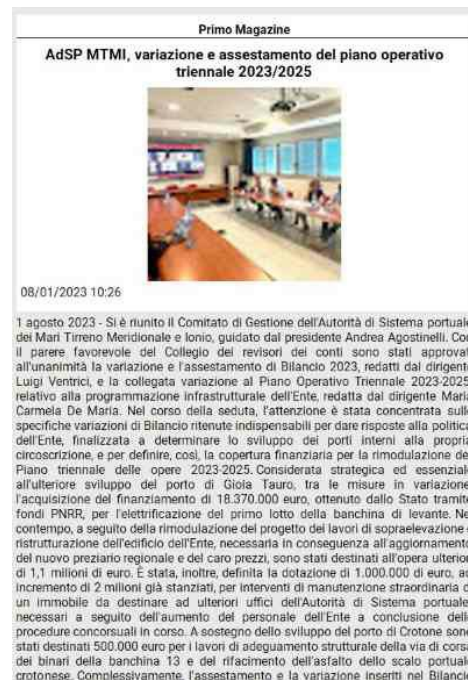 Primo Magazine
AdSP MTMI, variazione e assestamento del piano operativo
triennale 2023/2025
08/01/2023 10:26
1 agosto 2023 - Si è riunito il Comitato di Gestione dell'Autorità di Sistema portuale
dei Mari Tirreno Meridionale e Ionio, guidato dal presidente Andrea Agostinelli. Con
il parere favorevole del Collegio dei revisori dei conti sono stati approvati
all'unanimità la variazione e l'assestamento di Bilancio 2023, redatti dal dirigente
Luigi Ventrici, e la collegata variazione al Piano Operativo Triennale 2023-2025
relativo alla programmazione infrastrutturale dell'Ente, redatta dal dirigente Maria
Carmela De Maria. Nel corso della seduta, l'attenzione è stata concentrata sulle
specifiche variazioni di Bilancio ritenute indispensabili per dare risposte alla politica
dell'Ente, finalizzata a determinare lo sviluppo dei porti interni alla propria
circoscrizione, e per definire, così, la copertura finanziaria per la rimodulazione del
Piano triennale delle opere 2023-2025. Considerata strategica ed essenziale
all'ulteriore sviluppo del porto di Gioia Tauro, tra le misure in variazione
l'acquisizione del finanziamento di 18.370.000 euro, ottenuto dallo Stato tramite
fondi PNRR, per l'elettrificazione del primo lotto della banchina di levante. Nel
contempo, a seguito della rimodulazione del progetto dei lavori di sopraelevazione e
ristrutturazione dell'edificio dell'Ente, necessaria in conseguenza all'aggiornamento
del nuovo preziario regionale e del caro prezzi, sono stati destinati all'opera ulteriori
di 1,1 milioni di euro. È stata, inoltre, definita la dotazione di 1.000.000 di euro, ad
incremento di 2 milioni già stanziati, per interventi di manutenzione straordinaria di
un immobile da destinare ad ulteriori uffici dell'Autorità di Sistema portuale,
necessari a seguito dell'aumento del personale dell'Ente a conclusione delle
procedure concorsuali in corso. A sostegno dello sviluppo del porto di Crotone sono
stati destinati 500.000 euro per i lavori di adeguamento strutturale della via di corsa
dei binari della banchina 13 e del rifacimento dell'asfalto dello scalo portuale
crotonese. Complessivamente, l'assestamento e la variazione inseriti nel Bilancio